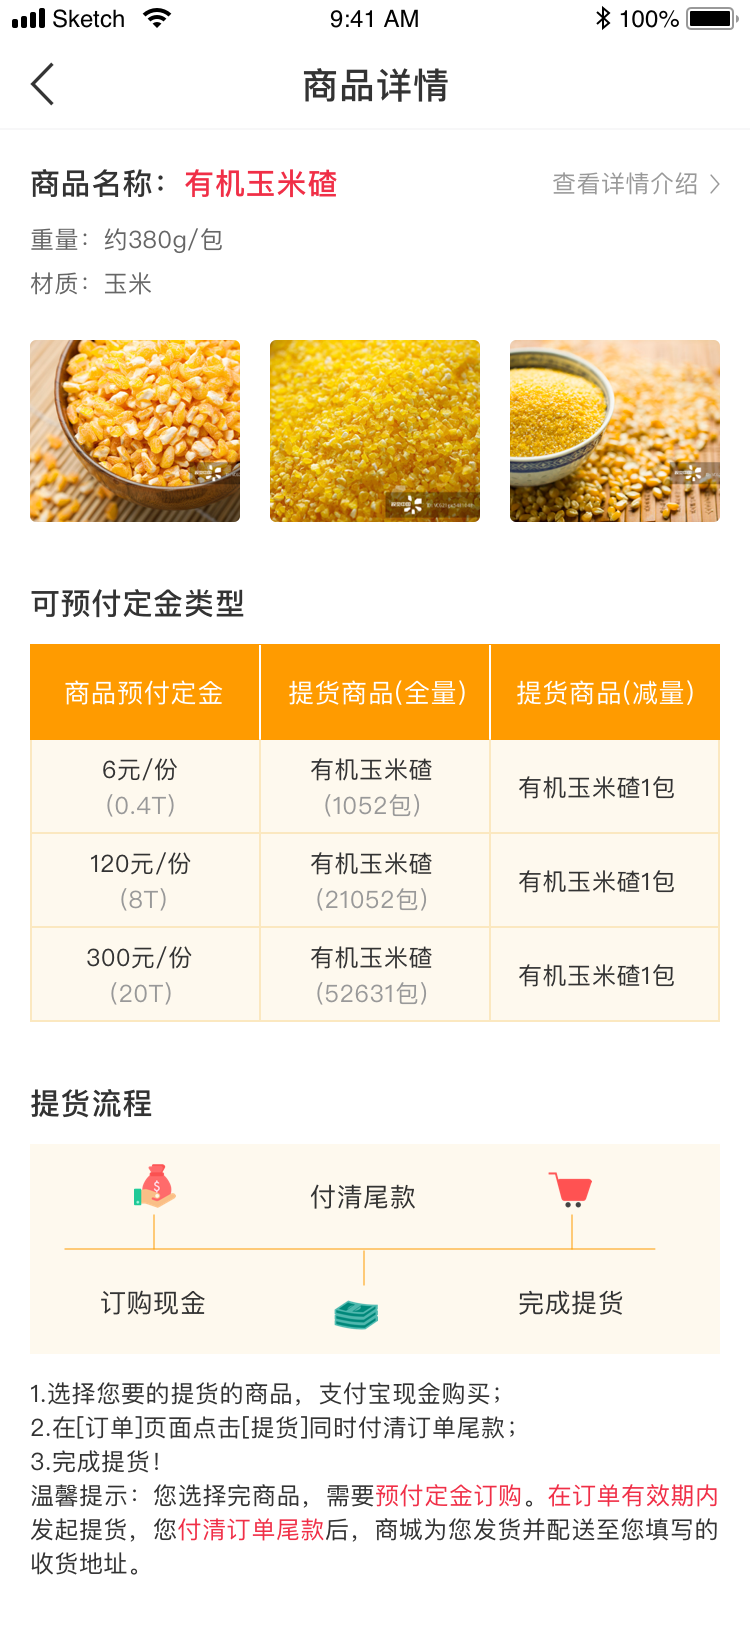 Sketch 9:41 AM 100%
商品详情
商品名称：有机玉米碴 查看详情介绍
重量：约380g/包
材质：玉米
可预付定金类型
商品预付定金 提货商品(全量) 提货商品(减量)
6元/份 有机玉米碴 有机玉米碴1包
(0.4T) (1052包)
120元/份 有机玉米碴 有机玉米碴1包
(8T) (21052包)
300元/份 有机玉米碴 有机玉米碴1包
(20T) (52631包)
提货流程
付清尾款
订购现金 完成提货
1.选择您要的提货的商品，支付宝现金购买；
2.在[订单]页面点击[提货]同时付清订单尾款；
3.完成提货！
温馨提示：您选择完商品，需要预付定金订购。在订单有效期内
发起提货，您付清订单尾款后，商城为您发货并配送至您填写的
收货地址。